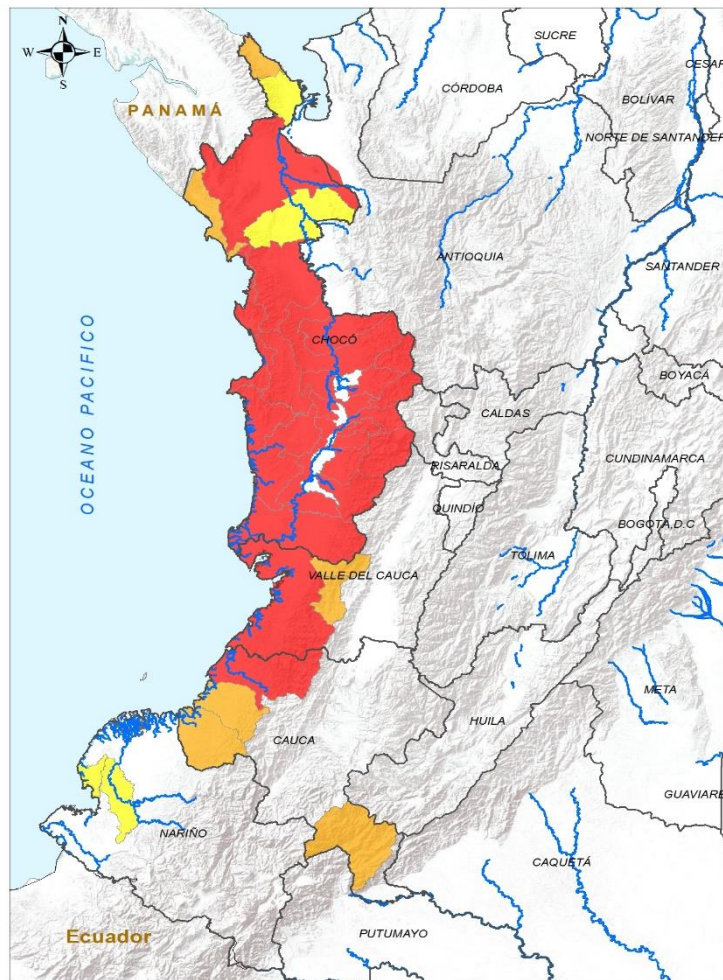 N
W E
S
SUCRE
CESAR
CÓRDOBA
BOLÍVAR
PANAMÁ
NORTE DE SANTANDER
ANTIOQUIA
SANTANDER
OCEANO PACIFICO
CHOCÓ
BOYACÁ
CALDAS
CUNDINAMARCA
RISARALDA
QUINDÍO
BOGOTÁ, D.C
TOLIMA
VALLE DEL CAUCA
META
HUILA
CAUCA
GUAVIARE
NARIÑO
CAQUETÁ
PUTUMAYO
Ecuador